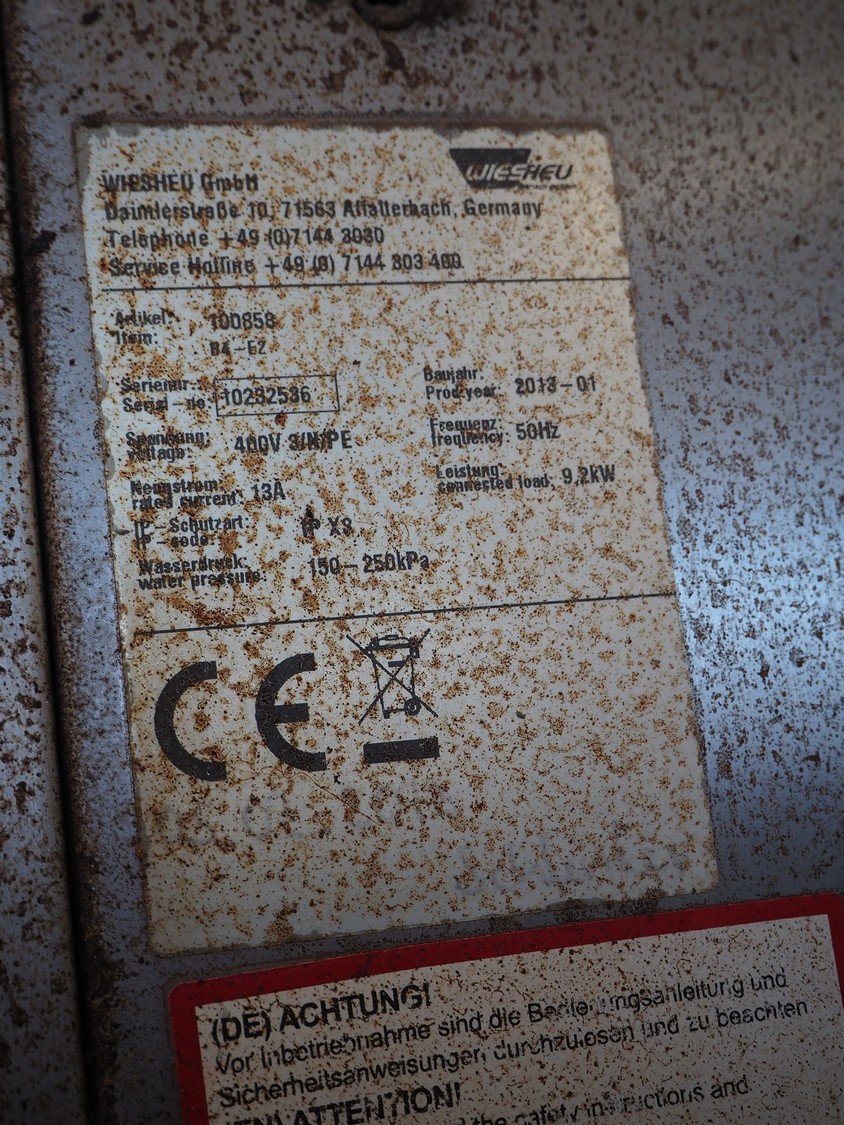 WIESHEU
WIESHEU GmbH
Daimlerstraße 10, 71563 Affalterbach, Germany
Telephone +49 (0)7144 3030
Service Hotline +49 (0) 7144 303 400
Artikel: 100858
Item: B4-E2
Seriennr.:
Serial-no: 10232536
Baujahr:
Prod.year: 2013-01
Spannung:
voltage: 400V 3/N/PE
Frequenz
frequency: 50Hz
Nennstrom:
rated current: 13A
Leistung
connected load: 9,2kW
IP-Schutzart
IP-code: IP X3
Wasserdruck:
water pressure: 150-250kPa
CE
(DE) ACHTUNG!
Vor Inbetriebnahme sind die Bedienungsanleitung und
Sicherheitsanweisungen durchzulesen und zu beachten
(EN) ATTENTION!
the safety instructions and